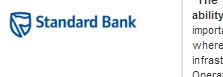 Standard Bank
"The
ability
importa
where
infrast
Operat